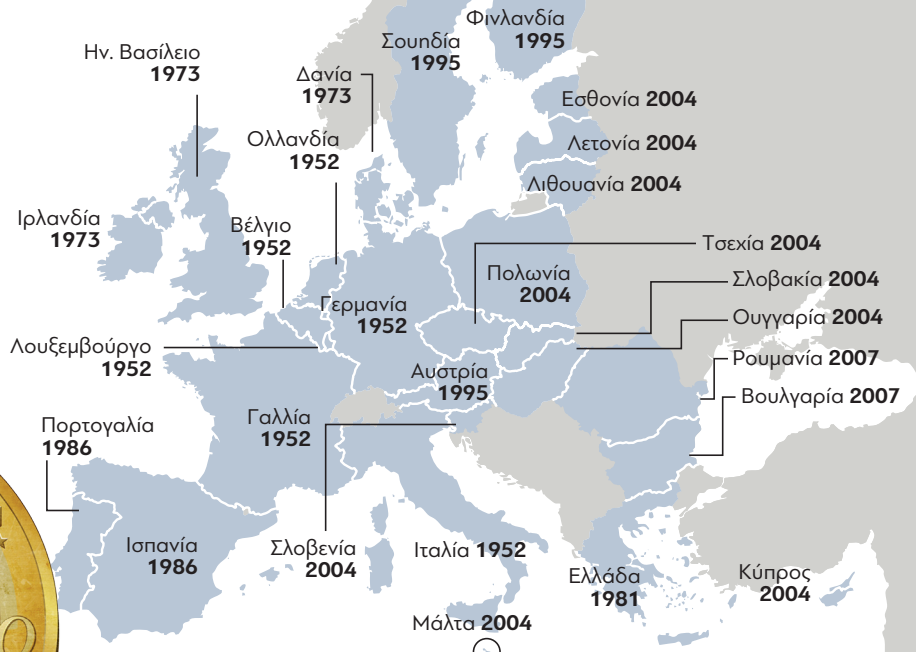 Φινλανδία
1995
Σουηδία
1995
Ην. Βασίλειο
1973
Δανία
1973
Ολλανδία
1952
Εσθονία 2004
Λετονία 2004
Λιθουανία 2004
Ιρλανδία
1973
Βέλγιο
1952
Τσεχία 2004
Πολωνία
2004
Σλοβακία 2004
Γερμανία
1952
Ουγγαρία 2004
Λουξεμβούργο
1952
Ρουμανία 2007
Αυστρία
1995
Βουλγαρία 2007
Γαλλία
1952
Πορτογαλία
1986
Ισπανία
1986
Σλοβενία
2004
Ιταλία 1952
Ελλάδα
1981
Κύπρος
2004
Μάλτα 2004